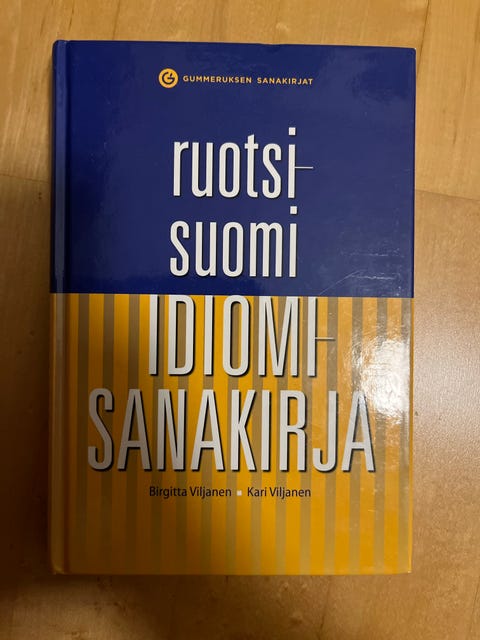 GUMMERUKSEN SANAKIRJAT
ruotsi-
suomi
IDIOMI-
SANAKIRJA
Birgitta Viljanen ▪ Kari Viljanen